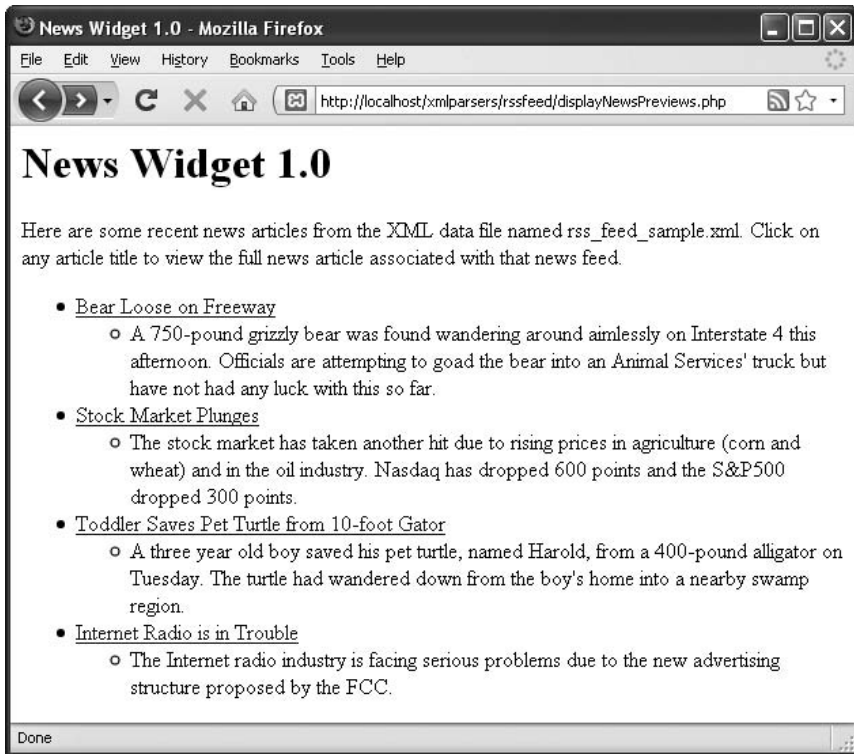 News Widget 1.0 - Mozilla Firefox
File Edit View History Bookmarks Tools Help
http://localhost/xmlparsers/rssfeed/displayNewsPreviews.php
News Widget 1.0
Here are some recent news articles from the XML data file named rss_feed_sample.xml. Click on
any article title to view the full news article associated with that news feed.
Bear Loose on Freeway
A 750-pound grizzly bear was found wandering around aimlessly on Interstate 4 this
afternoon. Officials are attempting to goad the bear into an Animal Services' truck but
have not had any luck with this so far.
Stock Market Plunges
The stock market has taken another hit due to rising prices in agriculture (corn and
wheat) and in the oil industry. Nasdaq has dropped 600 points and the S&P500
dropped 300 points.
Toddler Saves Pet Turtle from 10-foot Gator
A three year old boy saved his pet turtle, named Harold, from a 400-pound alligator on
Tuesday. The turtle had wandered down from the boy's home into a nearby swamp
region.
Internet Radio is in Trouble
The Internet radio industry is facing serious problems due to the new advertising
structure proposed by the FCC.
Done